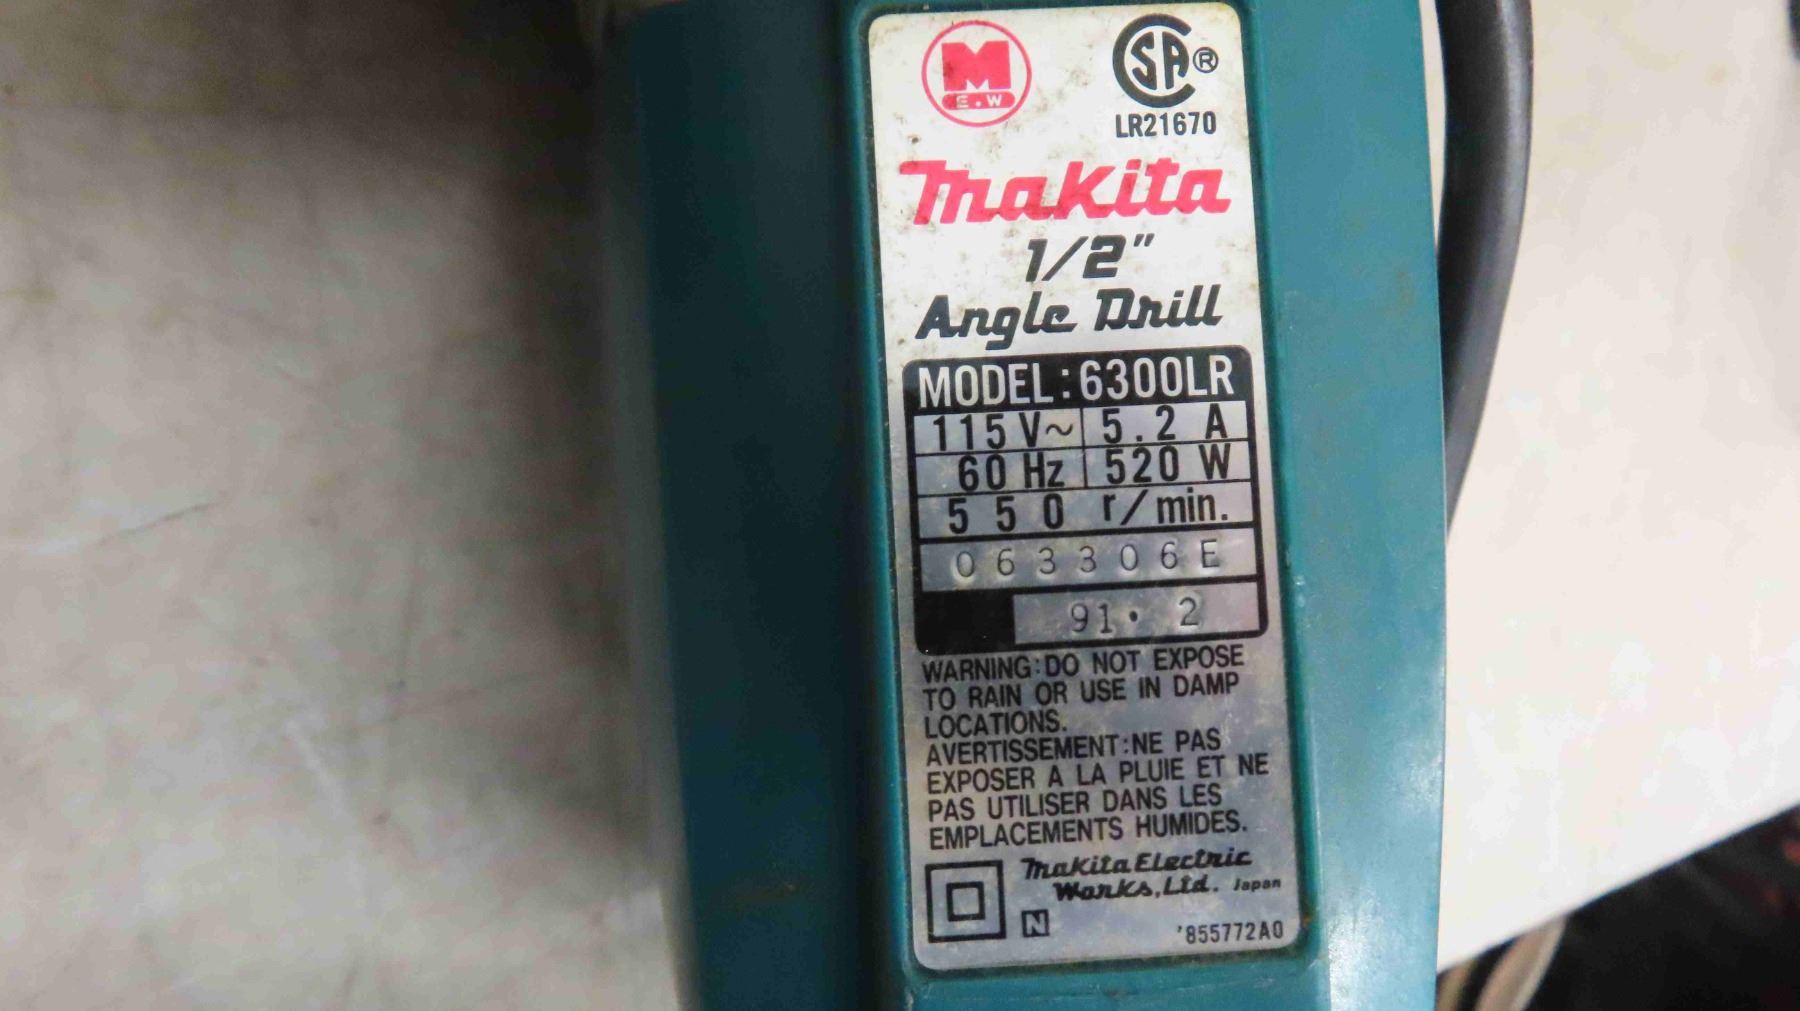 M
E.W
CSA®
LR21670
Makita
1/2"
Angle Drill
MODEL:6300LR
115V~ 5.2 A
60 Hz 520 W
550 r/min.
063306E
91. 2
WARNING:DO NOT EXPOSE
TO RAIN OR USE IN DAMP
LOCATIONS.
AVERTISSEMENT:NE PAS
EXPOSER A LA PLUIE ET NE
PAS UTILISER DANS LES
EMPLACEMENTS HUMIDES.
Makita Electric
Works,Ltd. Japan
N
'855772A0